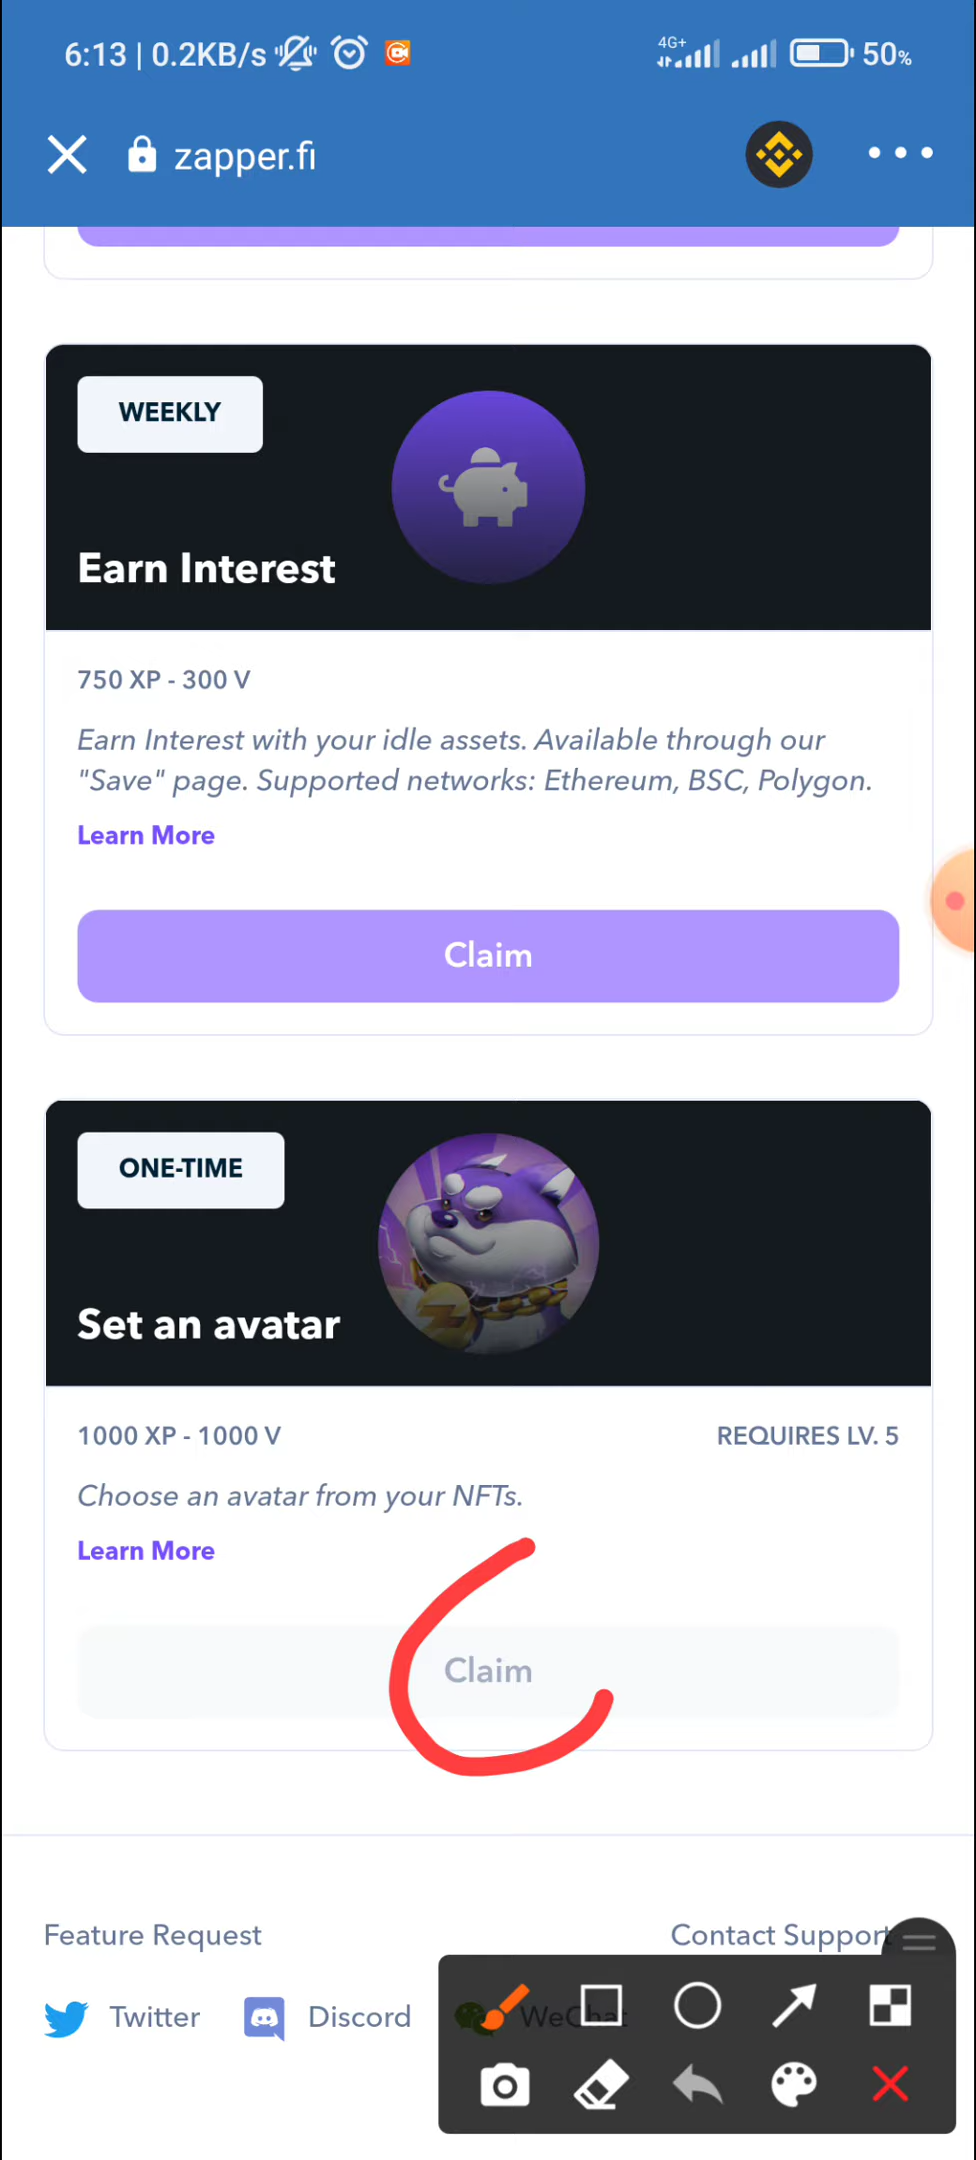 6:13 | 0.2KB/s 4G+ 50%
zapper.fi
WEEKLY
Earn Interest
750 XP - 300 V
Earn Interest with your idle assets. Available through our
"Save" page. Supported networks: Ethereum, BSC, Polygon.
Learn More
Claim
ONE-TIME
Set an avatar
1000 XP - 1000 V REQUIRES LV. 5
Choose an avatar from your NFTs.
Learn More
Claim
Feature Request Contact Support
Twitter Discord WeChat